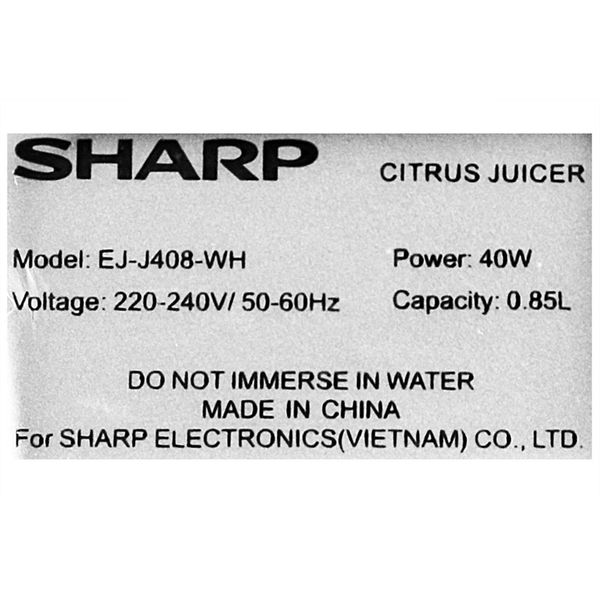 SHARP CITRUS JUICER
Model: EJ-J408-WH Power: 40W
Voltage: 220-240V/ 50-60Hz Capacity: 0.85L
DO NOT IMMERSE IN WATER
MADE IN CHINA
For SHARP ELECTRONICS(VIETNAM) CO., LTD.